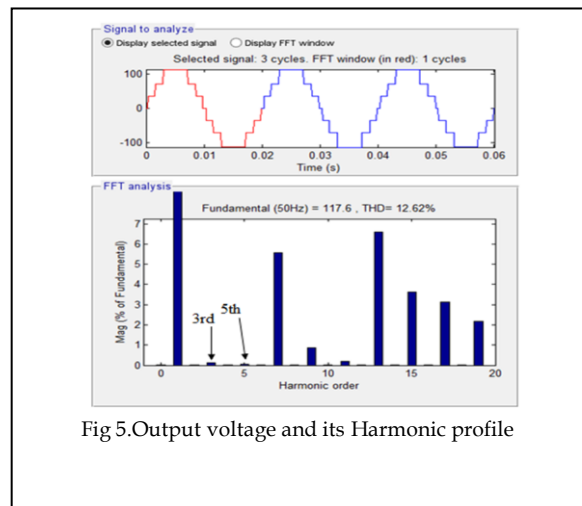 Signal to analyze
Display selected signal Display FFT window
Selected signal: 3 cycles. FFT window (in red): 1 cycles
100
0
-100
0 0.01 0.02 0.03 0.04 0.05 0.06
Time (s)
FFT analysis
Fundamental (50Hz) = 117.6 , THD= 12.62%
7
6
5
4
3
2
1
0
Mag (% of Fundamental)
3rd
5th
0 5 10 15 20
Harmonic order
Fig 5.Output voltage and its Harmonic profile